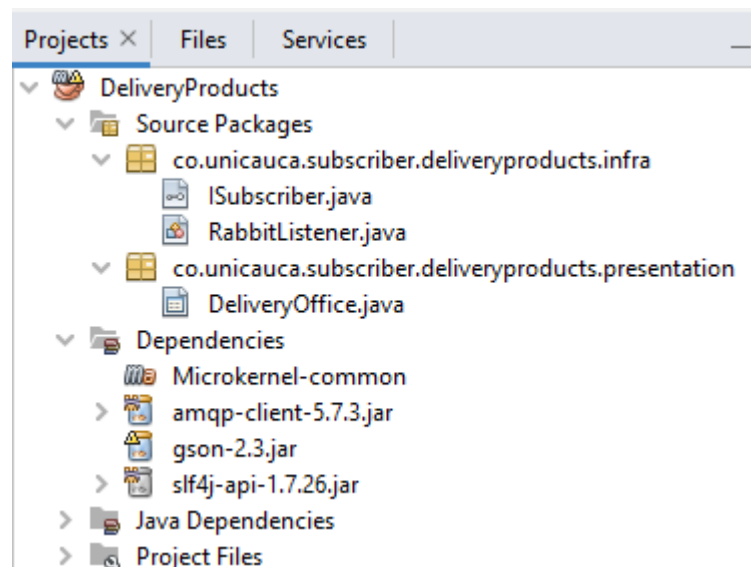 Projects Files Services
DeliveryProducts
Source Packages
co.unicauca.subscriber.deliveryproducts.infra
ISubscriber.java
RabbitListener.java
co.unicauca.subscriber.deliveryproducts.presentation
DeliveryOffice.java
Dependencies
Microkernel-common
amqp-client-5.7.3.jar
gson-2.3.jar
slf4j-api-1.7.26.jar
Java Dependencies
Project Files